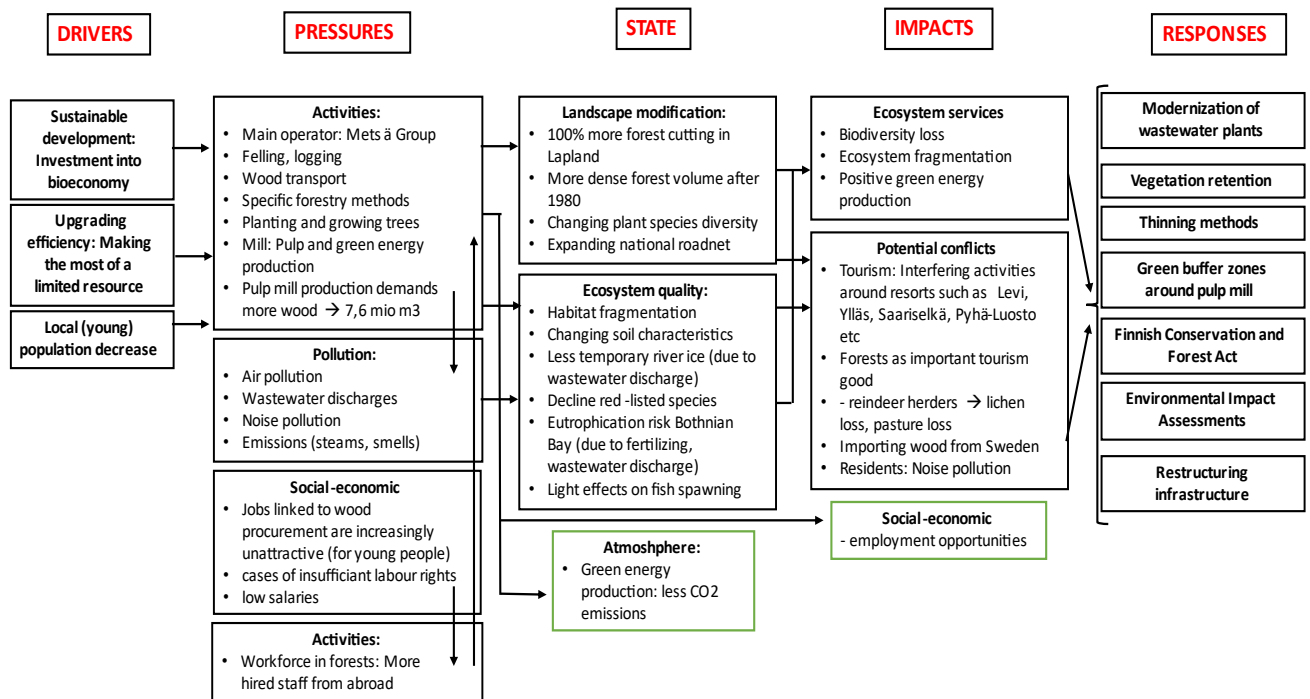 DRIVERS
PRESSURES
STATE
IMPACTS
RESPONSES
Sustainable
development:
Investment into
bioeconomy
Upgrading
efficiency: Making
the most of a
limited resource
Local (young)
population decrease
Activities:
• Main operator: Mets ä Group
• Felling, logging
• Wood transport
• Specific forestry methods
• Planting and growing trees
• Mill: Pulp and green energy
production
• Pulp mill production demands
more wood → 7,6 mio m3
Pollution:
• Air pollution
• Wastewater discharges
• Noise pollution
• Emissions (steams, smells)
Social-economic
• Jobs linked to wood
procurement are increasingly
unattractive (for young people)
• cases of insufficient labour rights
• low salaries
Activities:
• Workforce in forests: More
hired staff from abroad
Landscape modification:
• 100% more forest cutting in
Lapland
• More dense forest volume after
1980
• Changing plant species diversity
• Expanding national roadnet
Ecosystem quality:
• Habitat fragmentation
• Changing soil characteristics
• Less temporary river ice (due to
wastewater discharge)
• Decline red -listed species
• Eutrophication risk Bothnian
Bay (due to fertilizing,
wastewater discharge)
• Light effects on fish spawning
Atmoshphere:
• Green energy
production: less CO2
emissions
Ecosystem services
• Biodiversity loss
• Ecosystem fragmentation
• Positive green energy
production
Potential conflicts
• Tourism: Interfering activities
around resorts such as Levi,
Ylläs, Saariselkä, Pyhä-Luosto
etc
• Forests as important tourism
good
• - reindeer herders → lichen
loss, pasture loss
• Importing wood from Sweden
• Residents: Noise pollution
Social-economic
- employment opportunities
Modernization of
wastewater plants
Vegetation retention
Thinning methods
Green buffer zones
around pulp mill
Finnish Conservation and
Forest Act
Environmental Impact
Assessments
Restructuring
infrastructure